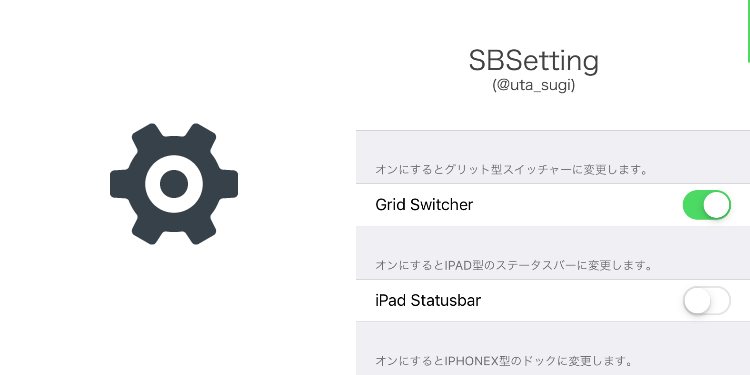 SBSetting
(@uta_sugi)
オンにするとグリット型スイッチャーに変更します。
Grid Switcher
オンにするとIPAD型のステータスバーに変更します。
iPad Statusbar
オンにするとIPHONEX型のドックに変更します。